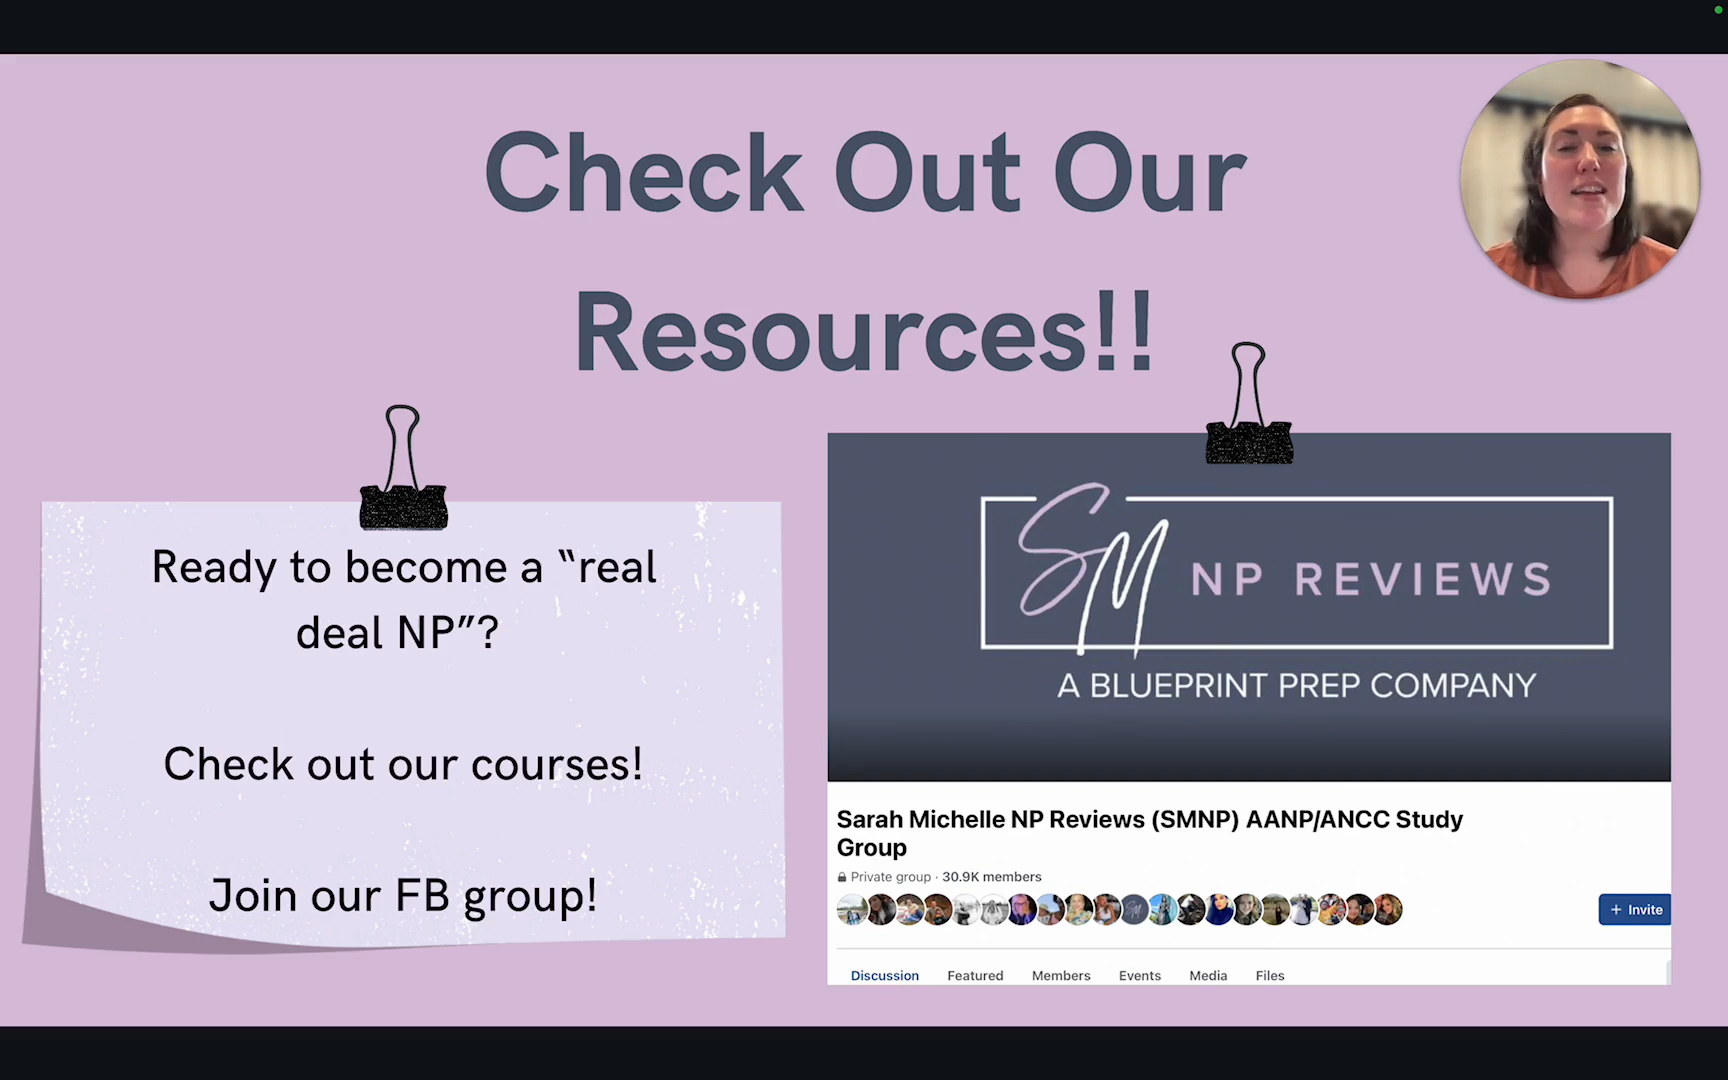 Check Out Our
Resources!!
Ready to become a “real
deal NP”?
Check out our courses!
Join our FB group!
SM NP REVIEWS
A BLUEPRINT PREP COMPANY
Sarah Michelle NP Reviews (SMNP) AANP/ANCC Study
Group
Private group · 30.9K members
SM
+ Invite
Discussion Featured Members Events Media Files